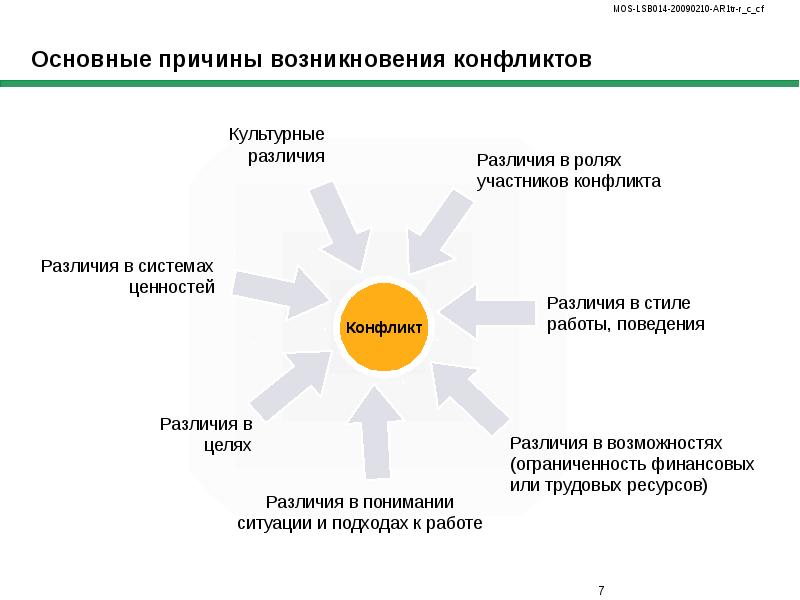 MOS-LSB014-20090210-AR1tr-r_c_cf
Основные причины возникновения конфликтов
Культурные
различия
Различия в ролях
участников конфликта
Различия в системах
ценностей
Различия в стиле
работы, поведения
Конфликт
Различия в
целях
Различия в возможностях
(ограниченность финансовых
или трудовых ресурсов)
Различия в понимании
ситуации и подходах к работе
7